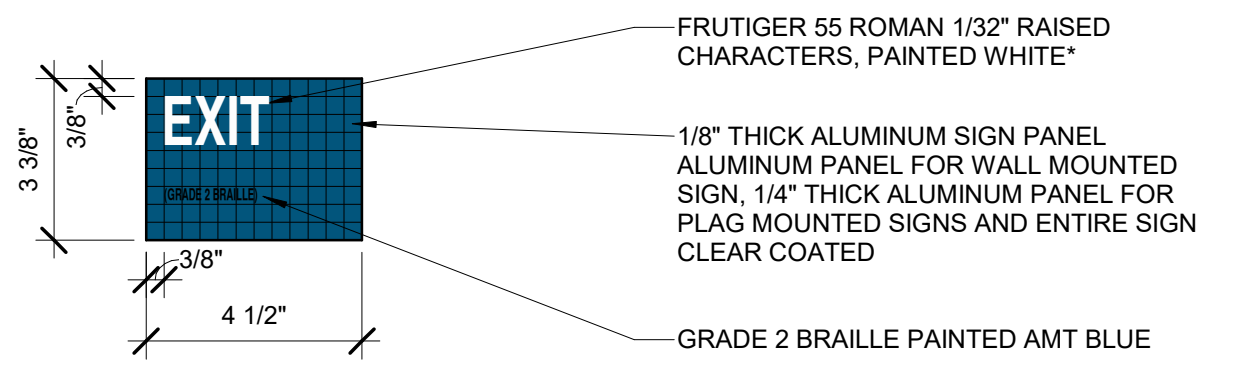 FRUTIGER 55 ROMAN 1/32" RAISED
CHARACTERS, PAINTED WHITE*
3/8"
3 3/8"
EXIT
(GRADE 2 BRAILLE)
1/8" THICK ALUMINUM SIGN PANEL
ALUMINUM PANEL FOR WALL MOUNTED
SIGN, 1/4" THICK ALUMINUM PANEL FOR
PLAG MOUNTED SIGNS AND ENTIRE SIGN
CLEAR COATED
3/8"
4 1/2"
GRADE 2 BRAILLE PAINTED AMT BLUE